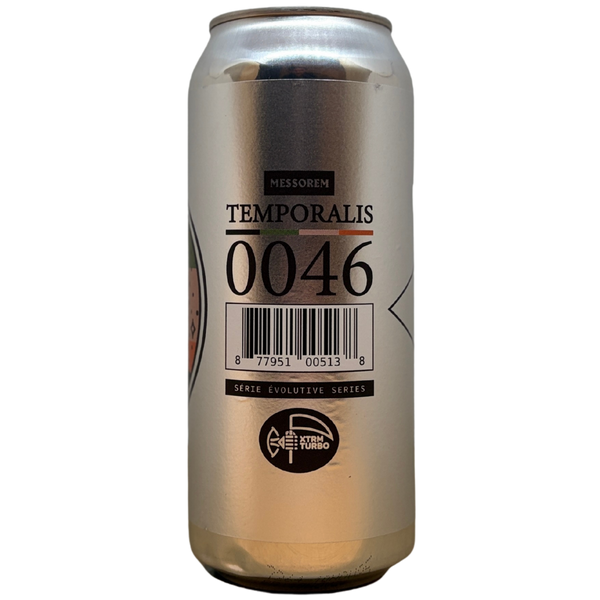 MESSOREM
TEMPORALIS
0046
8 77951 00513 8
SÉRIE ÉVOLUTIVE SERIES
XTRM
TURBO